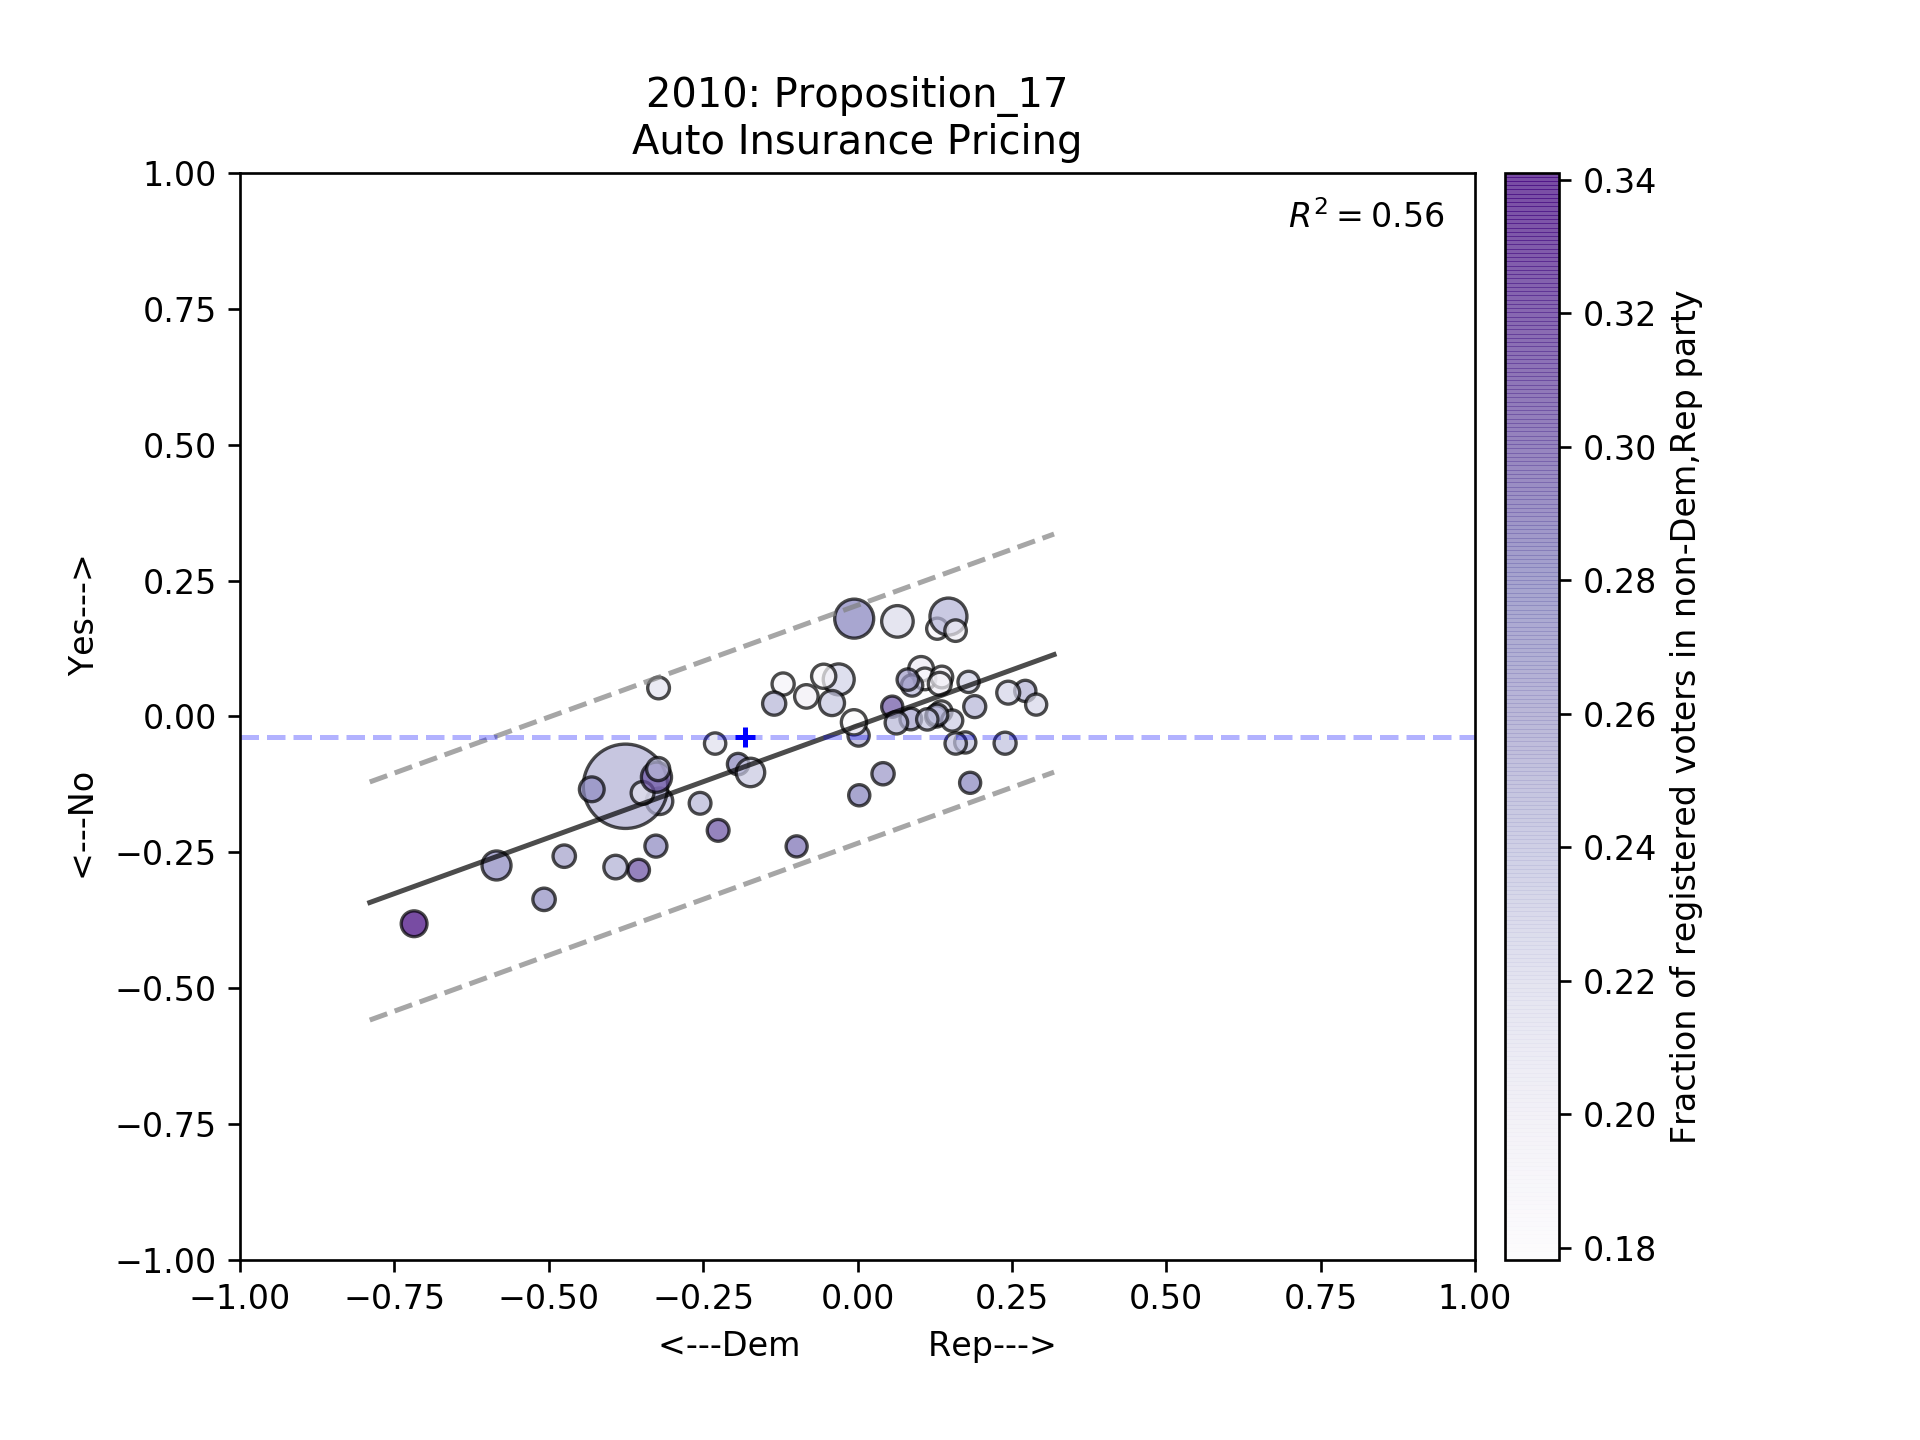 2010: Proposition_17
Auto Insurance Pricing
R² = 0.56
1.00
0.75
0.50
0.25
0.00
−0.25
−0.50
−0.75
−1.00
<---No Yes--->
−1.00 −0.75 −0.50 −0.25 0.00 0.25 0.50 0.75 1.00
<---Dem Rep--->
0.34
0.32
0.30
0.28
0.26
0.24
0.22
0.20
0.18
Fraction of registered voters in non-Dem,Rep party